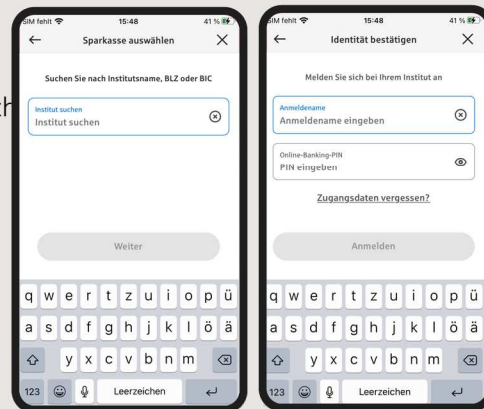 SIM fehlt 15:48 41 %
Sparkasse auswählen
Suchen Sie nach Institutsname, BLZ oder BIC
Institut suchen
Institut suchen
Weiter
q w e r t z u i o p ü
a s d f g h j k l ö ä
y x c v b n m
123 Leerzeichen
SIM fehlt 15:48 41 %
Identität bestätigen
Melden Sie sich bei Ihrem Institut an
Anmeldename
Anmeldename eingeben
Online-Banking-PIN
PIN eingeben
Zugangsdaten vergessen?
Anmelden
q w e r t z u i o p ü
a s d f g h j k l ö ä
y x c v b n m
123 Leerzeichen